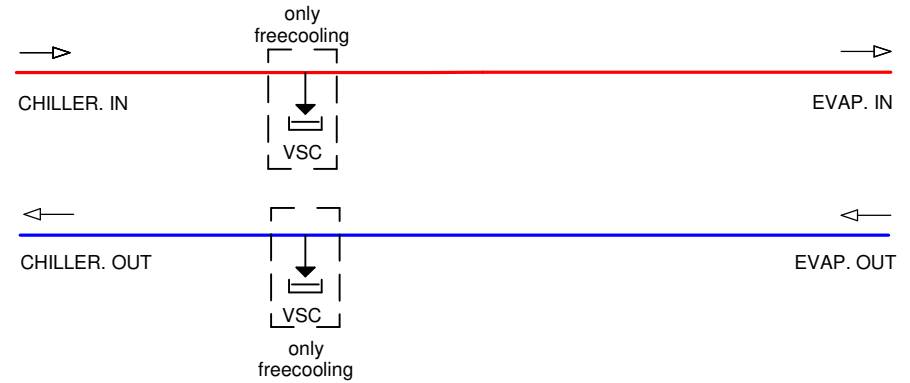 only
freecooling
CHILLER. IN
EVAP. IN
VSC
CHILLER. OUT
EVAP. OUT
VSC
only
freecooling